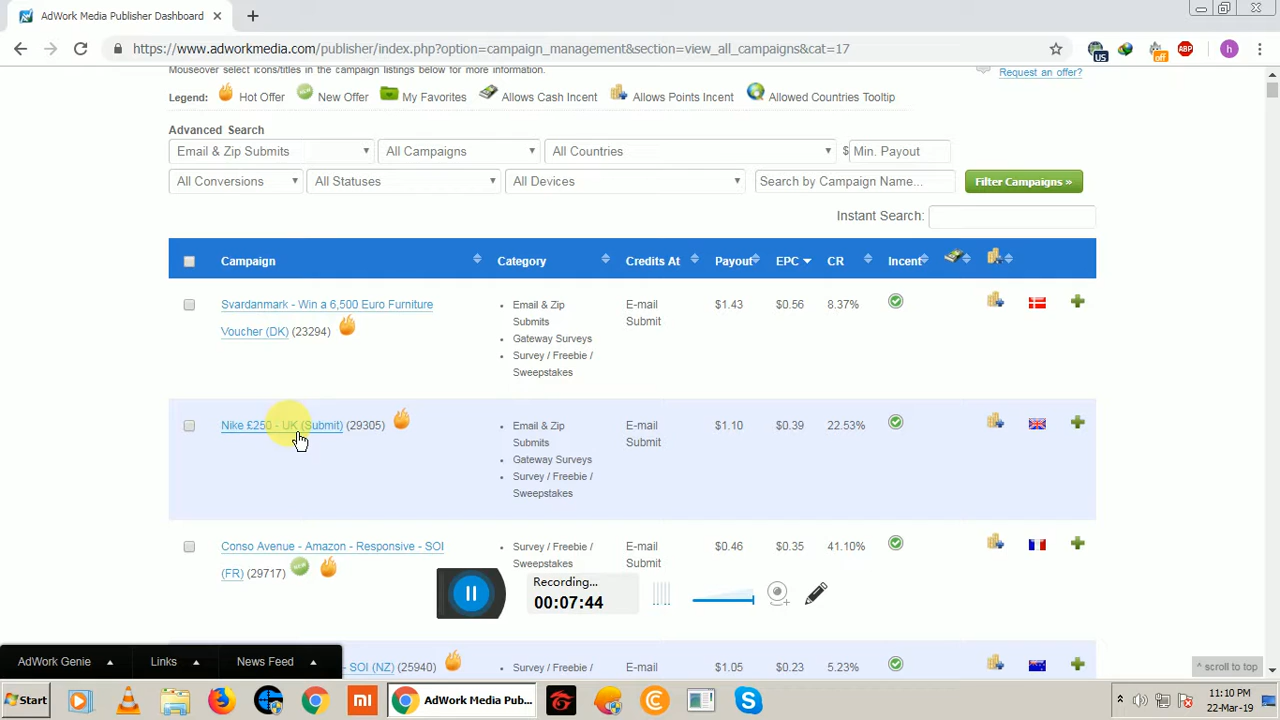 AdWork Media Publisher Dashboard
https://www.adworkmedia.com/publisher/index.php?option=campaign_management&section=view_all_campaigns&cat=17
US
off
ABP
h
Mouseover select icons/titles in the campaign listings below for more information.
Request an offer?
Legend: Hot Offer New Offer My Favorites Allows Cash Incent Allows Points Incent Allowed Countries Tooltip
Advanced Search
Email & Zip Submits All Campaigns All Countries $ Min. Payout
All Conversions All Statuses All Devices Search by Campaign Name... Filter Campaigns »
Instant Search:
Campaign Category Credits At Payout EPC CR Incent
Svardanmark - Win a 6,500 Euro Furniture
Voucher (DK) (23294)
Email & Zip
Submits
Gateway Surveys
Survey / Freebie /
Sweepstakes
E-mail
Submit
$1.43 $0.56 8.37%
Nike £250 - UK (Submit) (29305)
Email & Zip
Submits
Gateway Surveys
Survey / Freebie /
Sweepstakes
E-mail
Submit
$1.10 $0.39 22.53%
Conso Avenue - Amazon - Responsive - SOI
(FR) (29717) NEW
Survey / Freebie /
Sweepstakes
E-mail
Submit
$0.46 $0.35 41.10%
Recording...
00:07:44
- SOI (NZ) (25940)
Survey / Freebie /
E-mail
$1.05 $0.23 5.23%
AdWork Genie Links News Feed
^ scroll to top
Start
mi
AdWork Media Pub...
11:10 PM
22-Mar-19